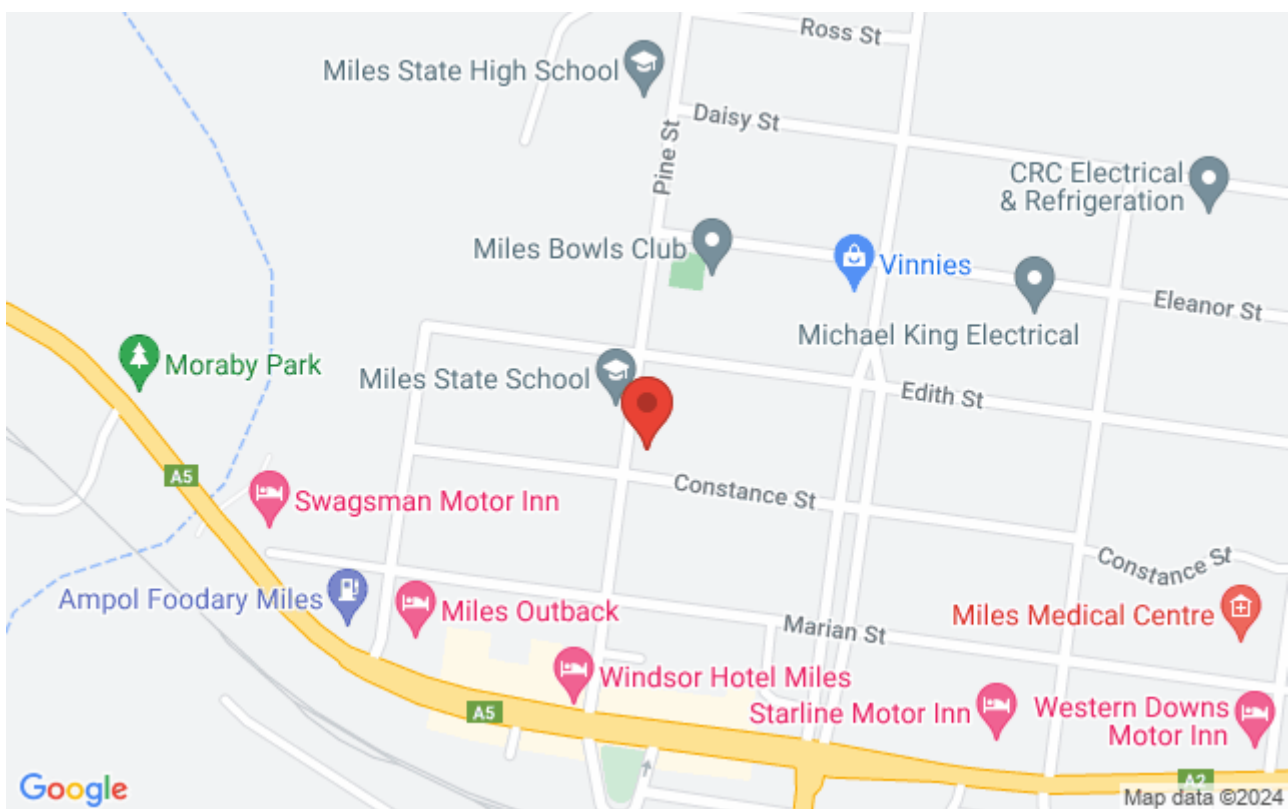 Ross St
Miles State High School
Daisy St
Pine St
CRC Electrical
& Refrigeration
Miles Bowls Club
Vinnies
Eleanor St
Michael King Electrical
Moraby Park
Miles State School
Edith St
A5
Swagsman Motor Inn
Constance St
Constance St
Ampol Foodary Miles
Miles Outback
Marian St
Miles Medical Centre
Windsor Hotel Miles
A5
Starline Motor Inn
Western Downs
Motor Inn
A2
Google
Map data ©2024